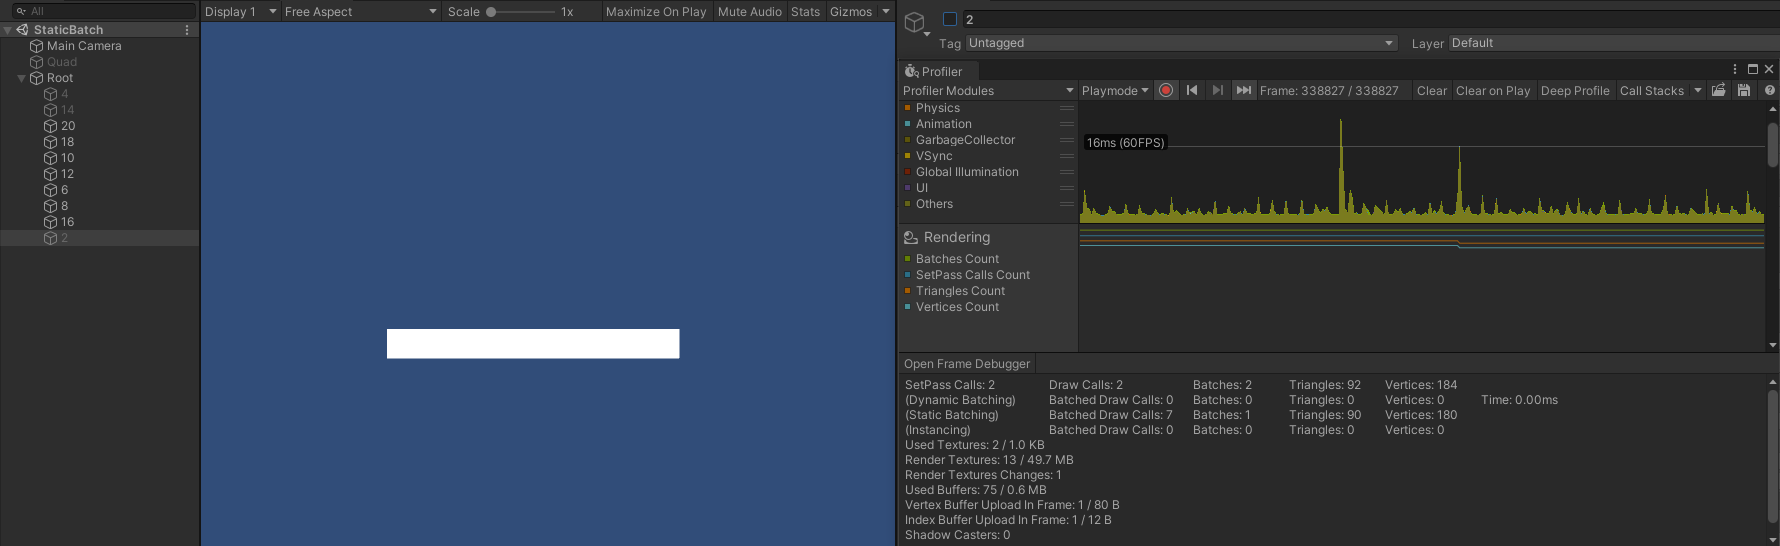 All
StaticBatch
Main Camera
Quad
Root
4
14
20
18
10
12
6
8
16
2
Display 1
Free Aspect
Scale 1x
Maximize On Play
Mute Audio
Stats
Gizmos
2
Tag Untagged Layer Default
Profiler
Profiler Modules
Playmode
Frame: 338827 / 338827
Clear
Clear on Play
Deep Profile
Call Stacks
Physics
Animation
GarbageCollector
VSync
Global Illumination
UI
Others
16ms (60FPS)
Rendering
Batches Count
SetPass Calls Count
Triangles Count
Vertices Count
Open Frame Debugger
SetPass Calls: 2 Draw Calls: 2 Batches: 2 Triangles: 92 Vertices: 184
(Dynamic Batching) Batched Draw Calls: 0 Batches: 0 Triangles: 0 Vertices: 0 Time: 0.00ms
(Static Batching) Batched Draw Calls: 7 Batches: 1 Triangles: 90 Vertices: 180
(Instancing) Batched Draw Calls: 0 Batches: 0 Triangles: 0 Vertices: 0
Used Textures: 2 / 1.0 KB
Render Textures: 13 / 49.7 MB
Render Textures Changes: 1
Used Buffers: 75 / 0.6 MB
Vertex Buffer Upload In Frame: 1 / 80 B
Index Buffer Upload In Frame: 1 / 12 B
Shadow Casters: 0